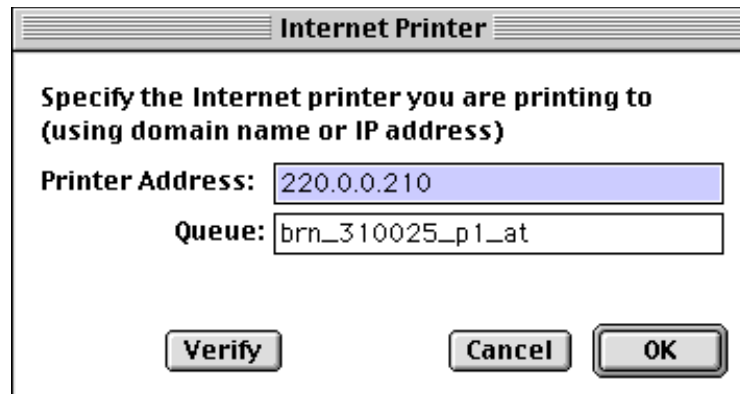 Internet Printer
Specify the Internet printer you are printing to
(using domain name or IP address)
Printer Address: 220.0.0.210
Queue: brn_310025_p1_at
Verify Cancel OK